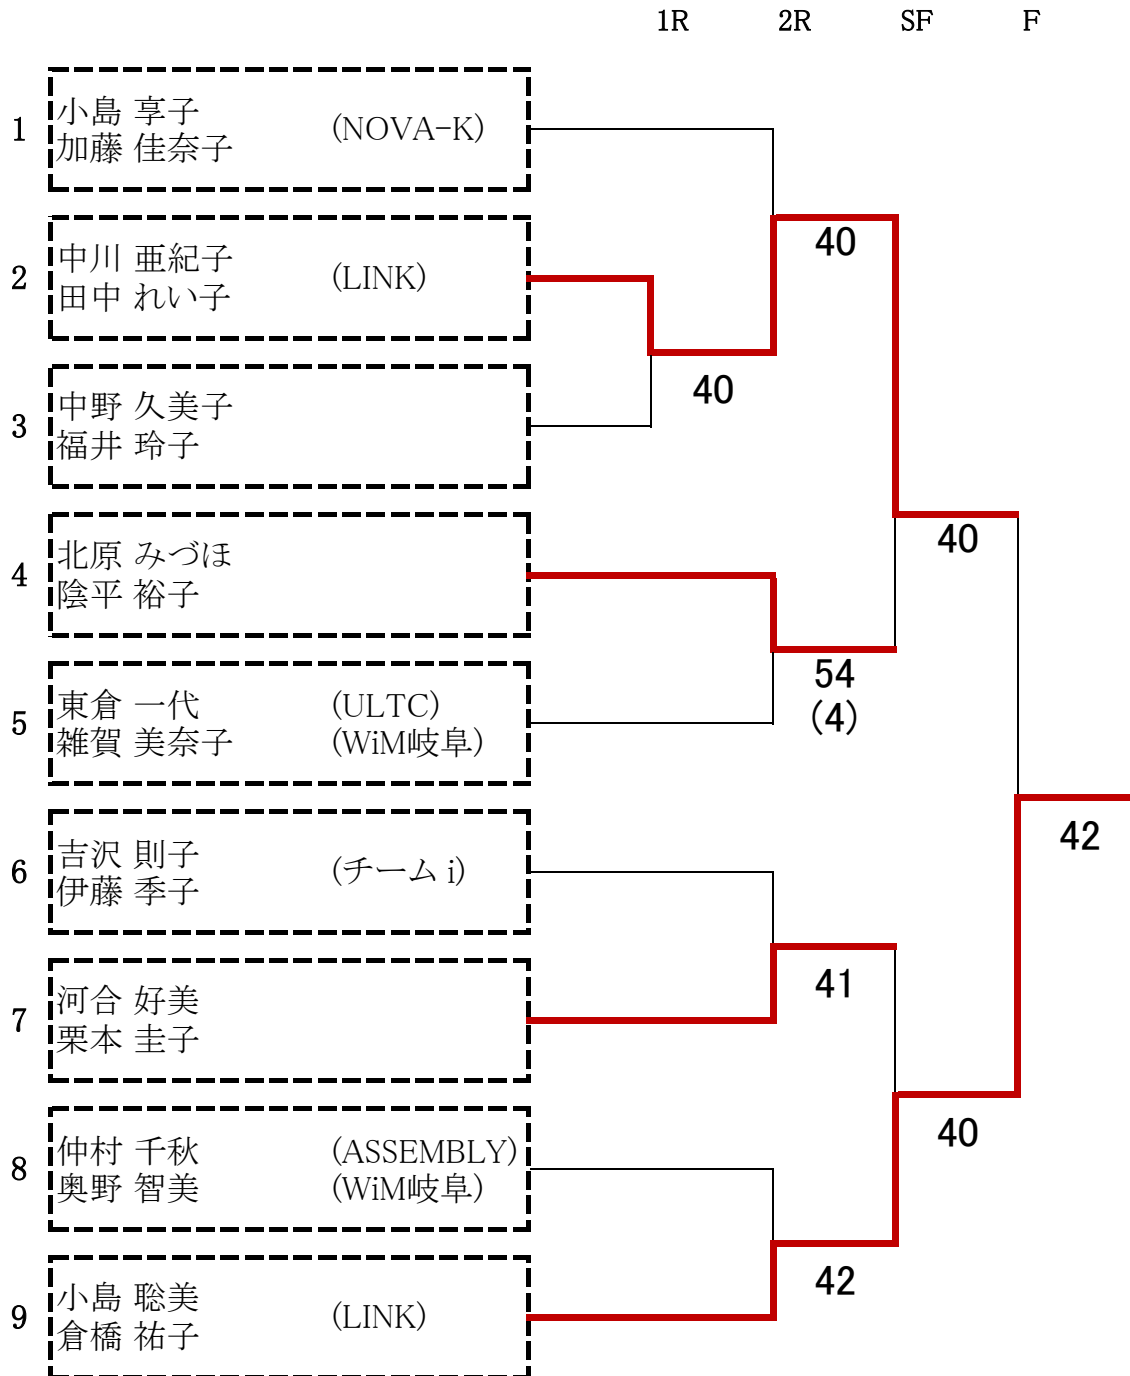 1R 2R SF F
1 小島 享子 (NOVA-K)
加藤 佳奈子
40
2 中川 亜紀子 (LINK)
田中 れい子
40
3 中野 久美子
福井 玲子
40
4 北原 みづほ
陰平 裕子
54
(4)
5 東倉 一代 (ULTC)
雑賀 美奈子 (WiM岐阜)
42
6 吉沢 則子 (チーム i)
伊藤 季子
41
7 河合 好美
栗本 圭子
40
8 仲村 千秋 (ASSEMBLY)
奥野 智美 (WiM岐阜)
42
9 小島 聡美 (LINK)
倉橋 祐子